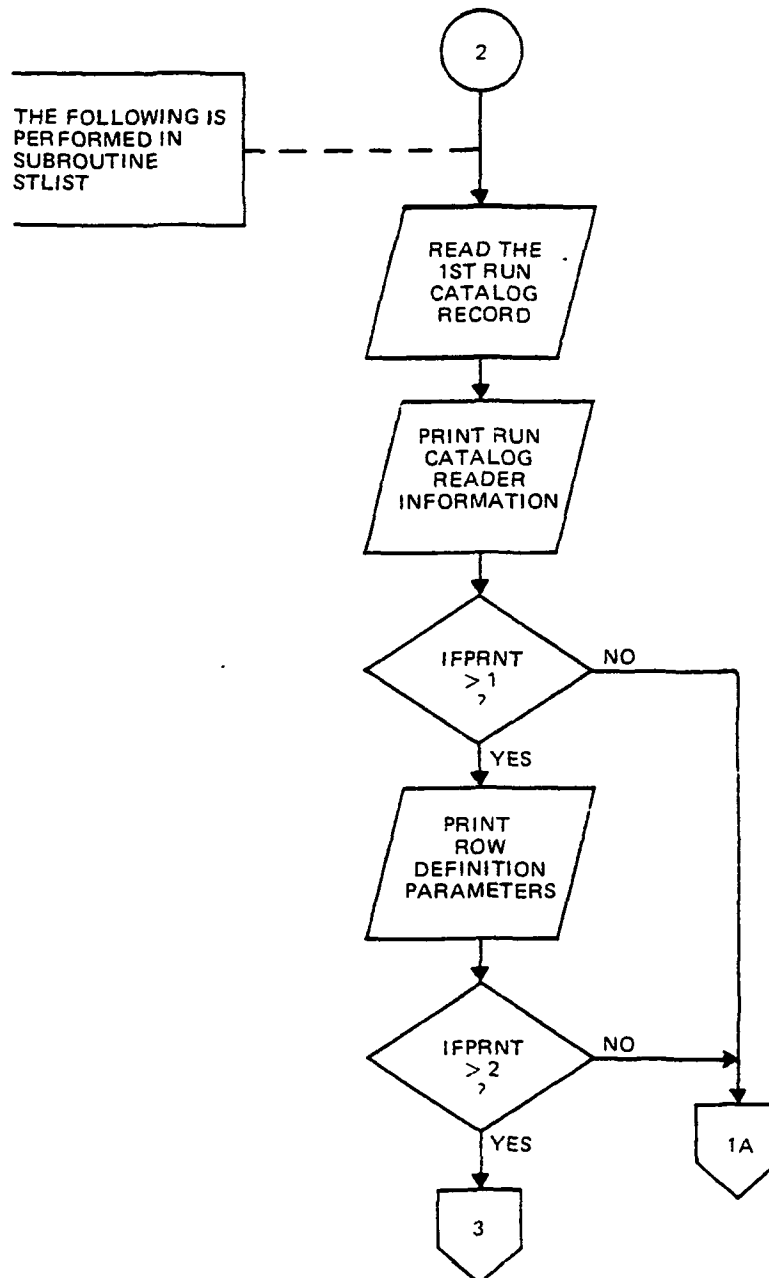 2
THE FOLLOWING IS
PERFORMED IN
SUBROUTINE
STLIST
READ THE
1ST RUN
CATALOG
RECORD
PRINT RUN
CATALOG
READER
INFORMATION
IFPRNT
> 1
?
NO
YES
PRINT
ROW
DEFINITION
PARAMETERS
IFPRNT
> 2
?
NO
YES
1A
3